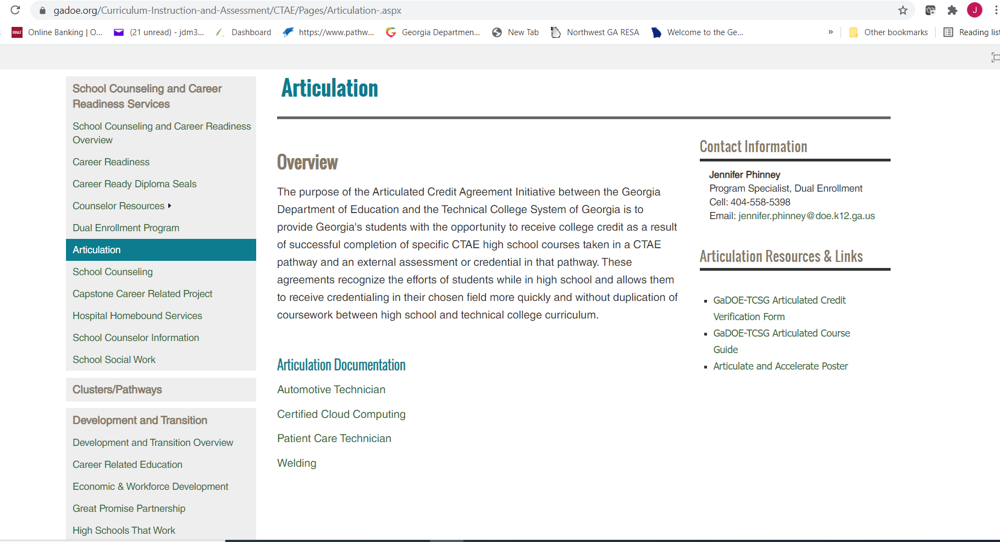 gadoe.org/Curriculum-Instruction-and-Assessment/CTAE/Pages/Articulation-.aspx
J
BB&T Online Banking | O...
(21 unread) - jdm3...
Dashboard
https://www.pathw...
Georgia Departmen...
New Tab
Northwest GA RESA
Welcome to the Ge...
»
Other bookmarks
Reading list
School Counseling and Career
Readiness Services
School Counseling and Career Readiness
Overview
Career Readiness
Career Ready Diploma Seals
Counselor Resources
Dual Enrollment Program
Articulation
School Counseling
Capstone Career Related Project
Hospital Homebound Services
School Counselor Information
School Social Work
Clusters/Pathways
Development and Transition
Development and Transition Overview
Career Related Education
Economic & Workforce Development
Great Promise Partnership
High Schools That Work
Articulation
Overview
The purpose of the Articulated Credit Agreement Initiative between the Georgia
Department of Education and the Technical College System of Georgia is to
provide Georgia's students with the opportunity to receive college credit as a result
of successful completion of specific CTAE high school courses taken in a CTAE
pathway and an external assessment or credential in that pathway. These
agreements recognize the efforts of students while in high school and allows them
to receive credentialing in their chosen field more quickly and without duplication of
coursework between high school and technical college curriculum.
Articulation Documentation
Automotive Technician
Certified Cloud Computing
Patient Care Technician
Welding
Contact Information
Jennifer Phinney
Program Specialist, Dual Enrollment
Cell: 404-558-5398
Email: jennifer.phinney@doe.k12.ga.us
Articulation Resources & Links
GaDOE-TCSG Articulated Credit
Verification Form
GaDOE-TCSG Articulated Course
Guide
Articulate and Accelerate Poster